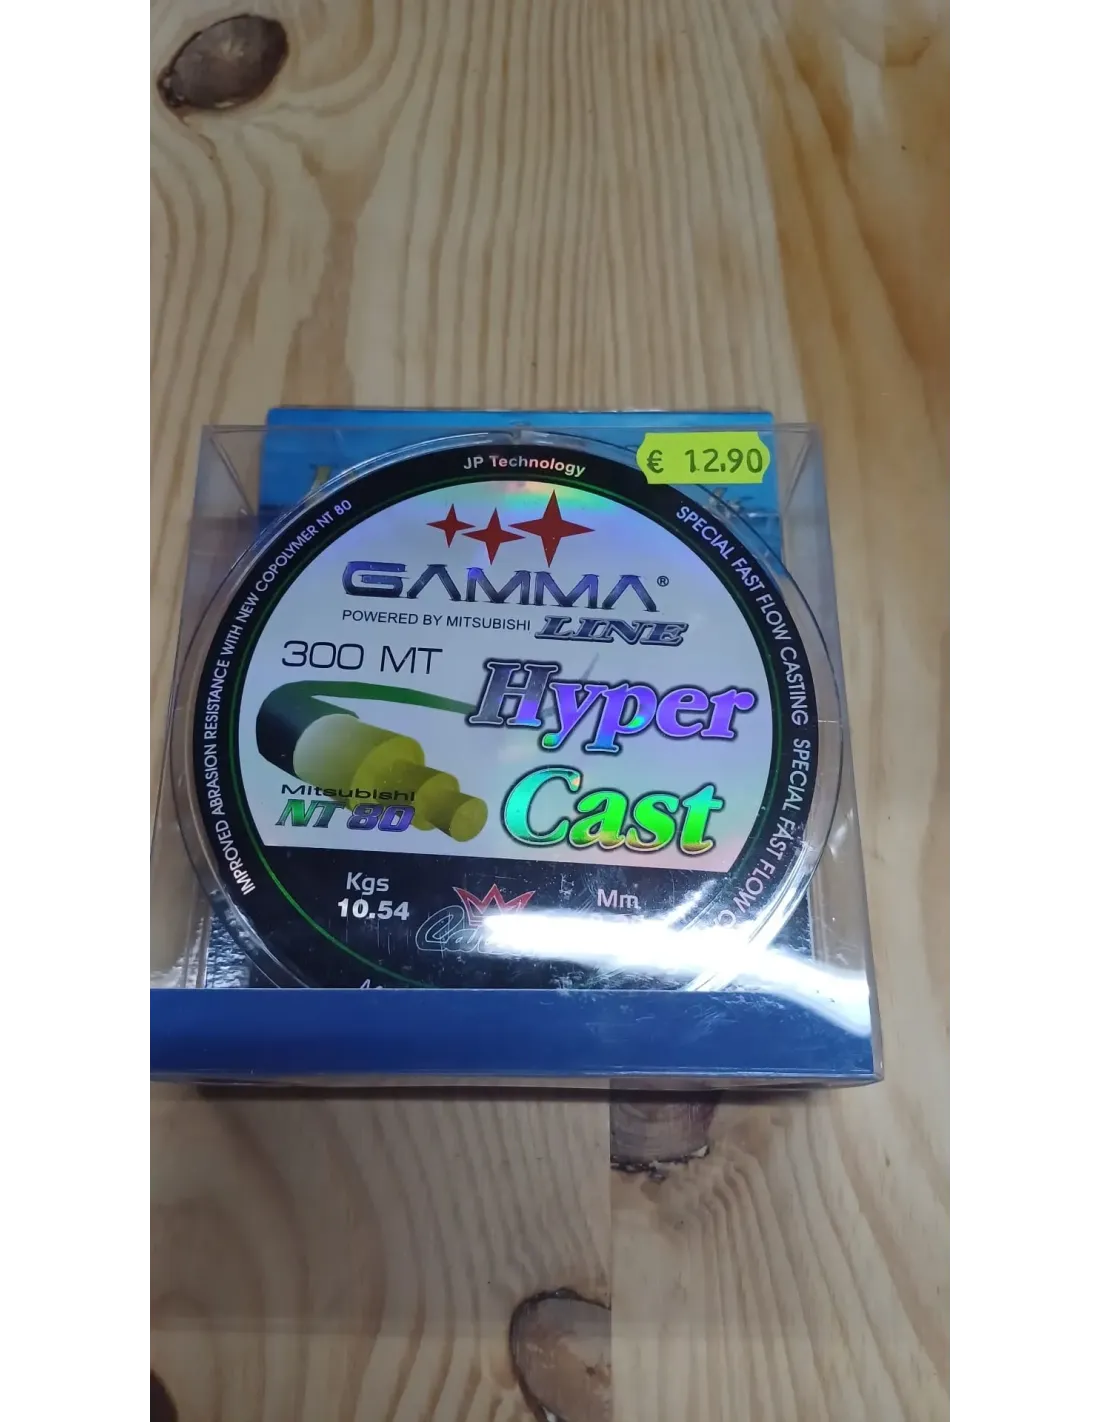 € 12.90
JP Technology
IMPROVED ABRASION RESISTANCE WITH NEW COPOLYMER NT 80
SPECIAL FAST FLOW CASTING SPECIAL FAST FLOW
GAMMA®
POWERED BY MITSUBISHI LINE
300 MT
Hyper
Cast
Mitsubishi
NT 80
Kgs
10.54
Mm